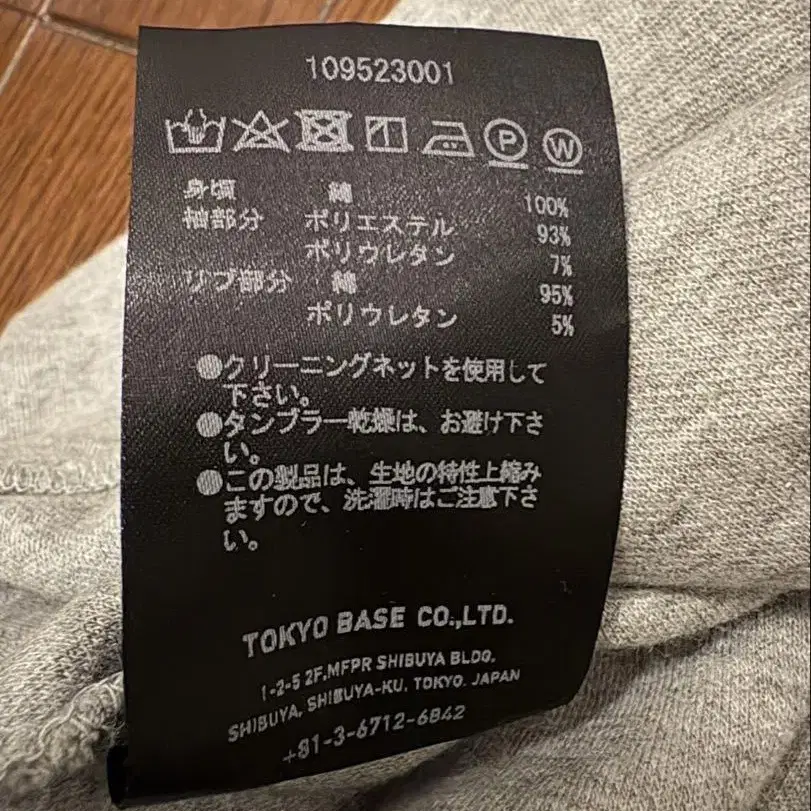 109523001
P W
身頃 綿 100%
袖部分 ポリエステル 93%
ポリウレタン 7%
リブ部分 綿 95%
ポリウレタン 5%
●クリーニングネットを使用して
下さい。
●タンブラー乾燥は、お避け下さ
い。
●この製品は、生地の特性上縮み
ますので、洗濯時はご注意下さ
い。
TOKYO BASE CO.,LTD.
1-2-5 2F,MFPR SHIBUYA BLDG.
SHIBUYA, SHIBUYA-KU, TOKYO. JAPAN
+81-3-6712-6842